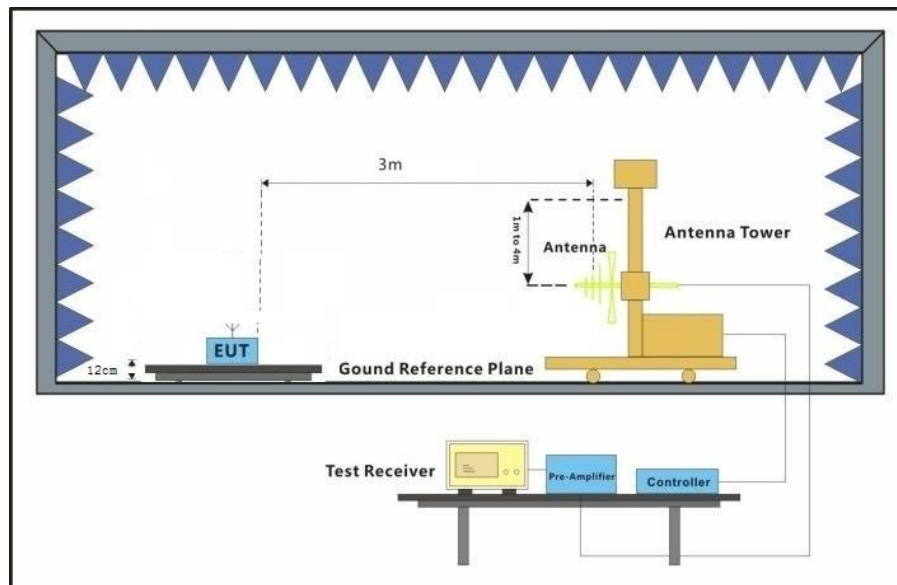 3m
1m to 4m
Antenna
Antenna Tower
EUT
12cm
Gound Reference Plane
Test Receiver
Pre-Amplifier
Controller